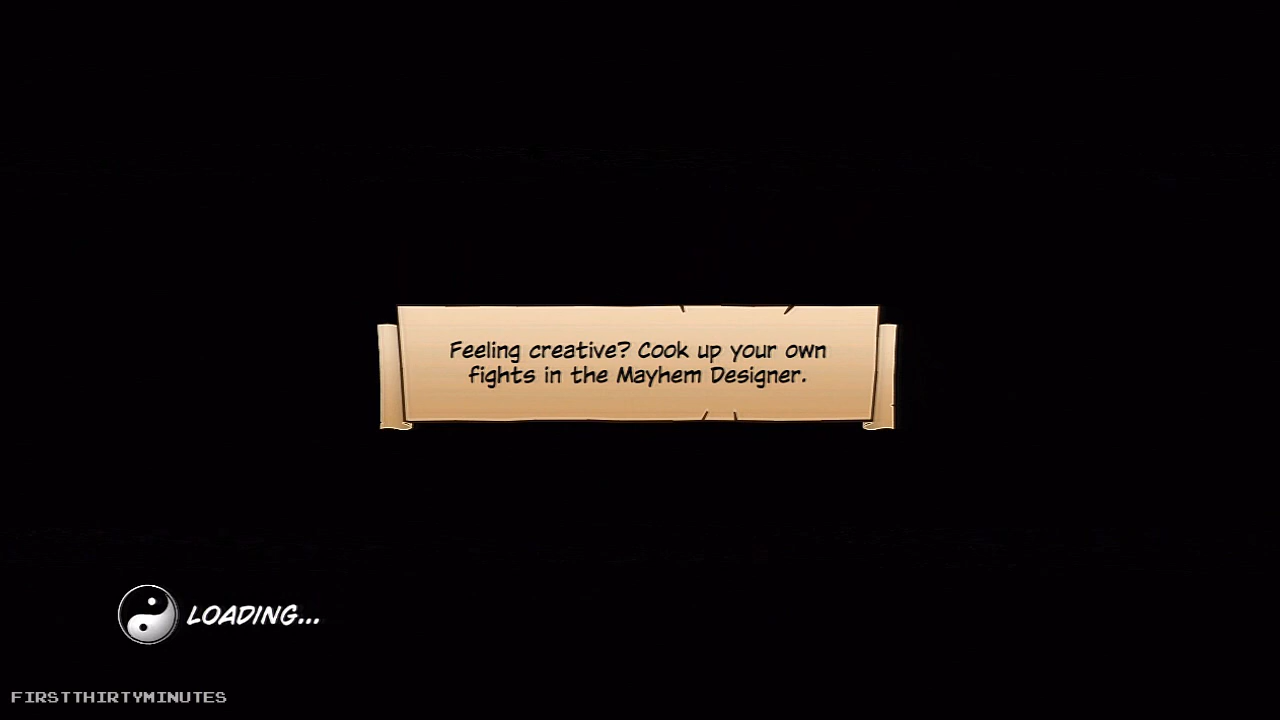 Feeling creative? Cook up your own
fights in the Mayhem Designer.
LOADING...
FIRSTTHIRTYMINUTES